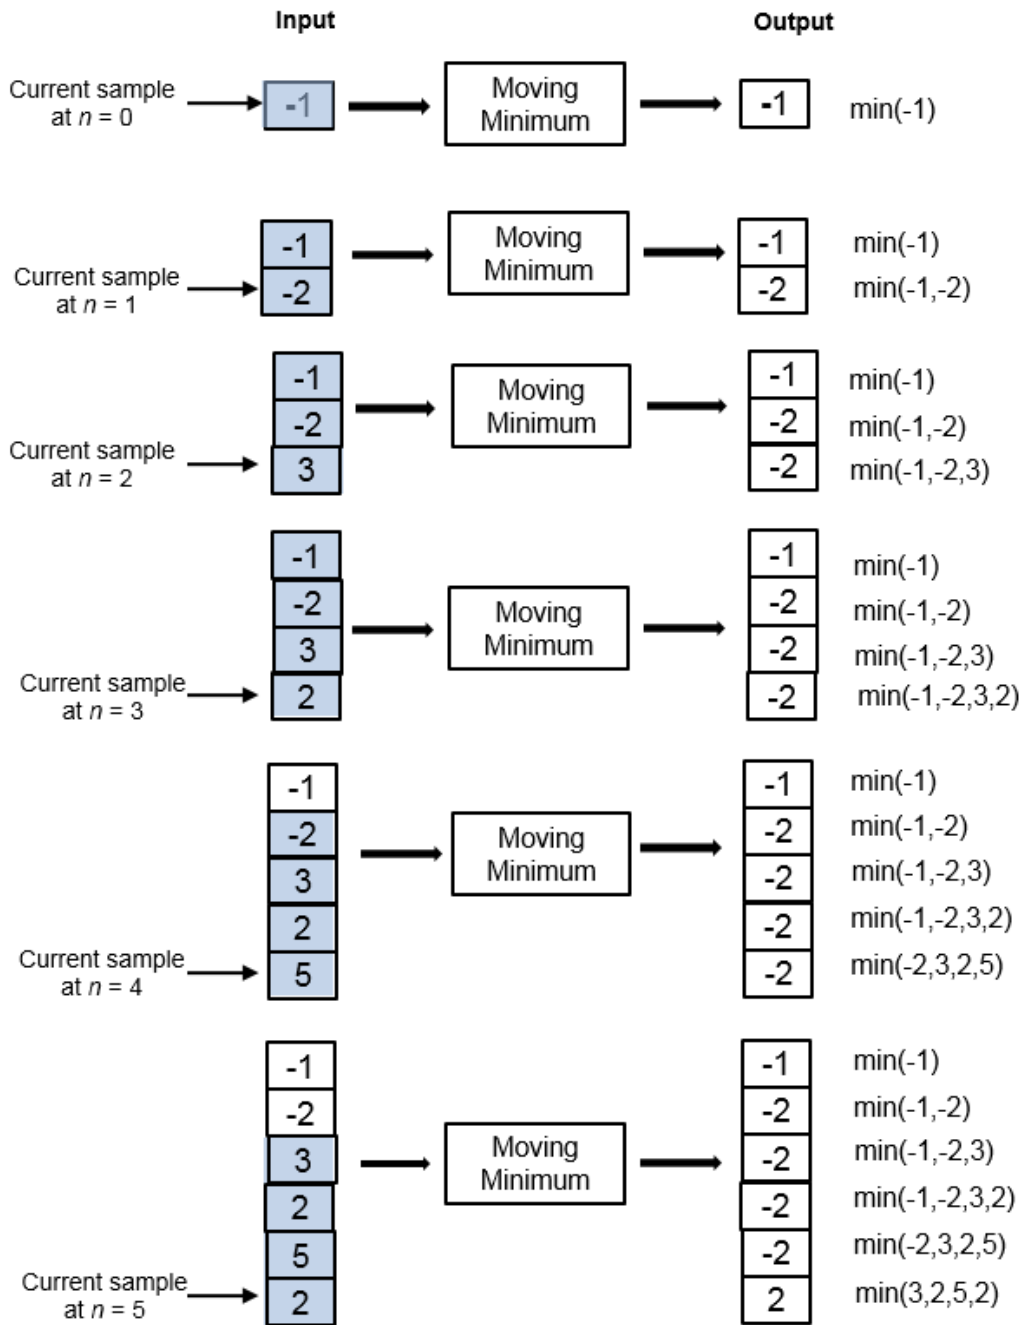 Input
Output
Current sample
at n = 0
-1
Moving
Minimum
-1
min(-1)
Current sample
at n = 1
-1
-2
Moving
Minimum
-1
-2
min(-1)
min(-1,-2)
Current sample
at n = 2
-1
-2
3
Moving
Minimum
-1
-2
-2
min(-1)
min(-1,-2)
min(-1,-2,3)
Current sample
at n = 3
-1
-2
3
2
Moving
Minimum
-1
-2
-2
-2
min(-1)
min(-1,-2)
min(-1,-2,3)
min(-1,-2,3,2)
Current sample
at n = 4
-1
-2
3
2
5
Moving
Minimum
-1
-2
-2
-2
-2
min(-1)
min(-1,-2)
min(-1,-2,3)
min(-1,-2,3,2)
min(-2,3,2,5)
Current sample
at n = 5
-1
-2
3
2
5
2
Moving
Minimum
-1
-2
-2
-2
-2
2
min(-1)
min(-1,-2)
min(-1,-2,3)
min(-1,-2,3,2)
min(-2,3,2,5)
min(3,2,5,2)